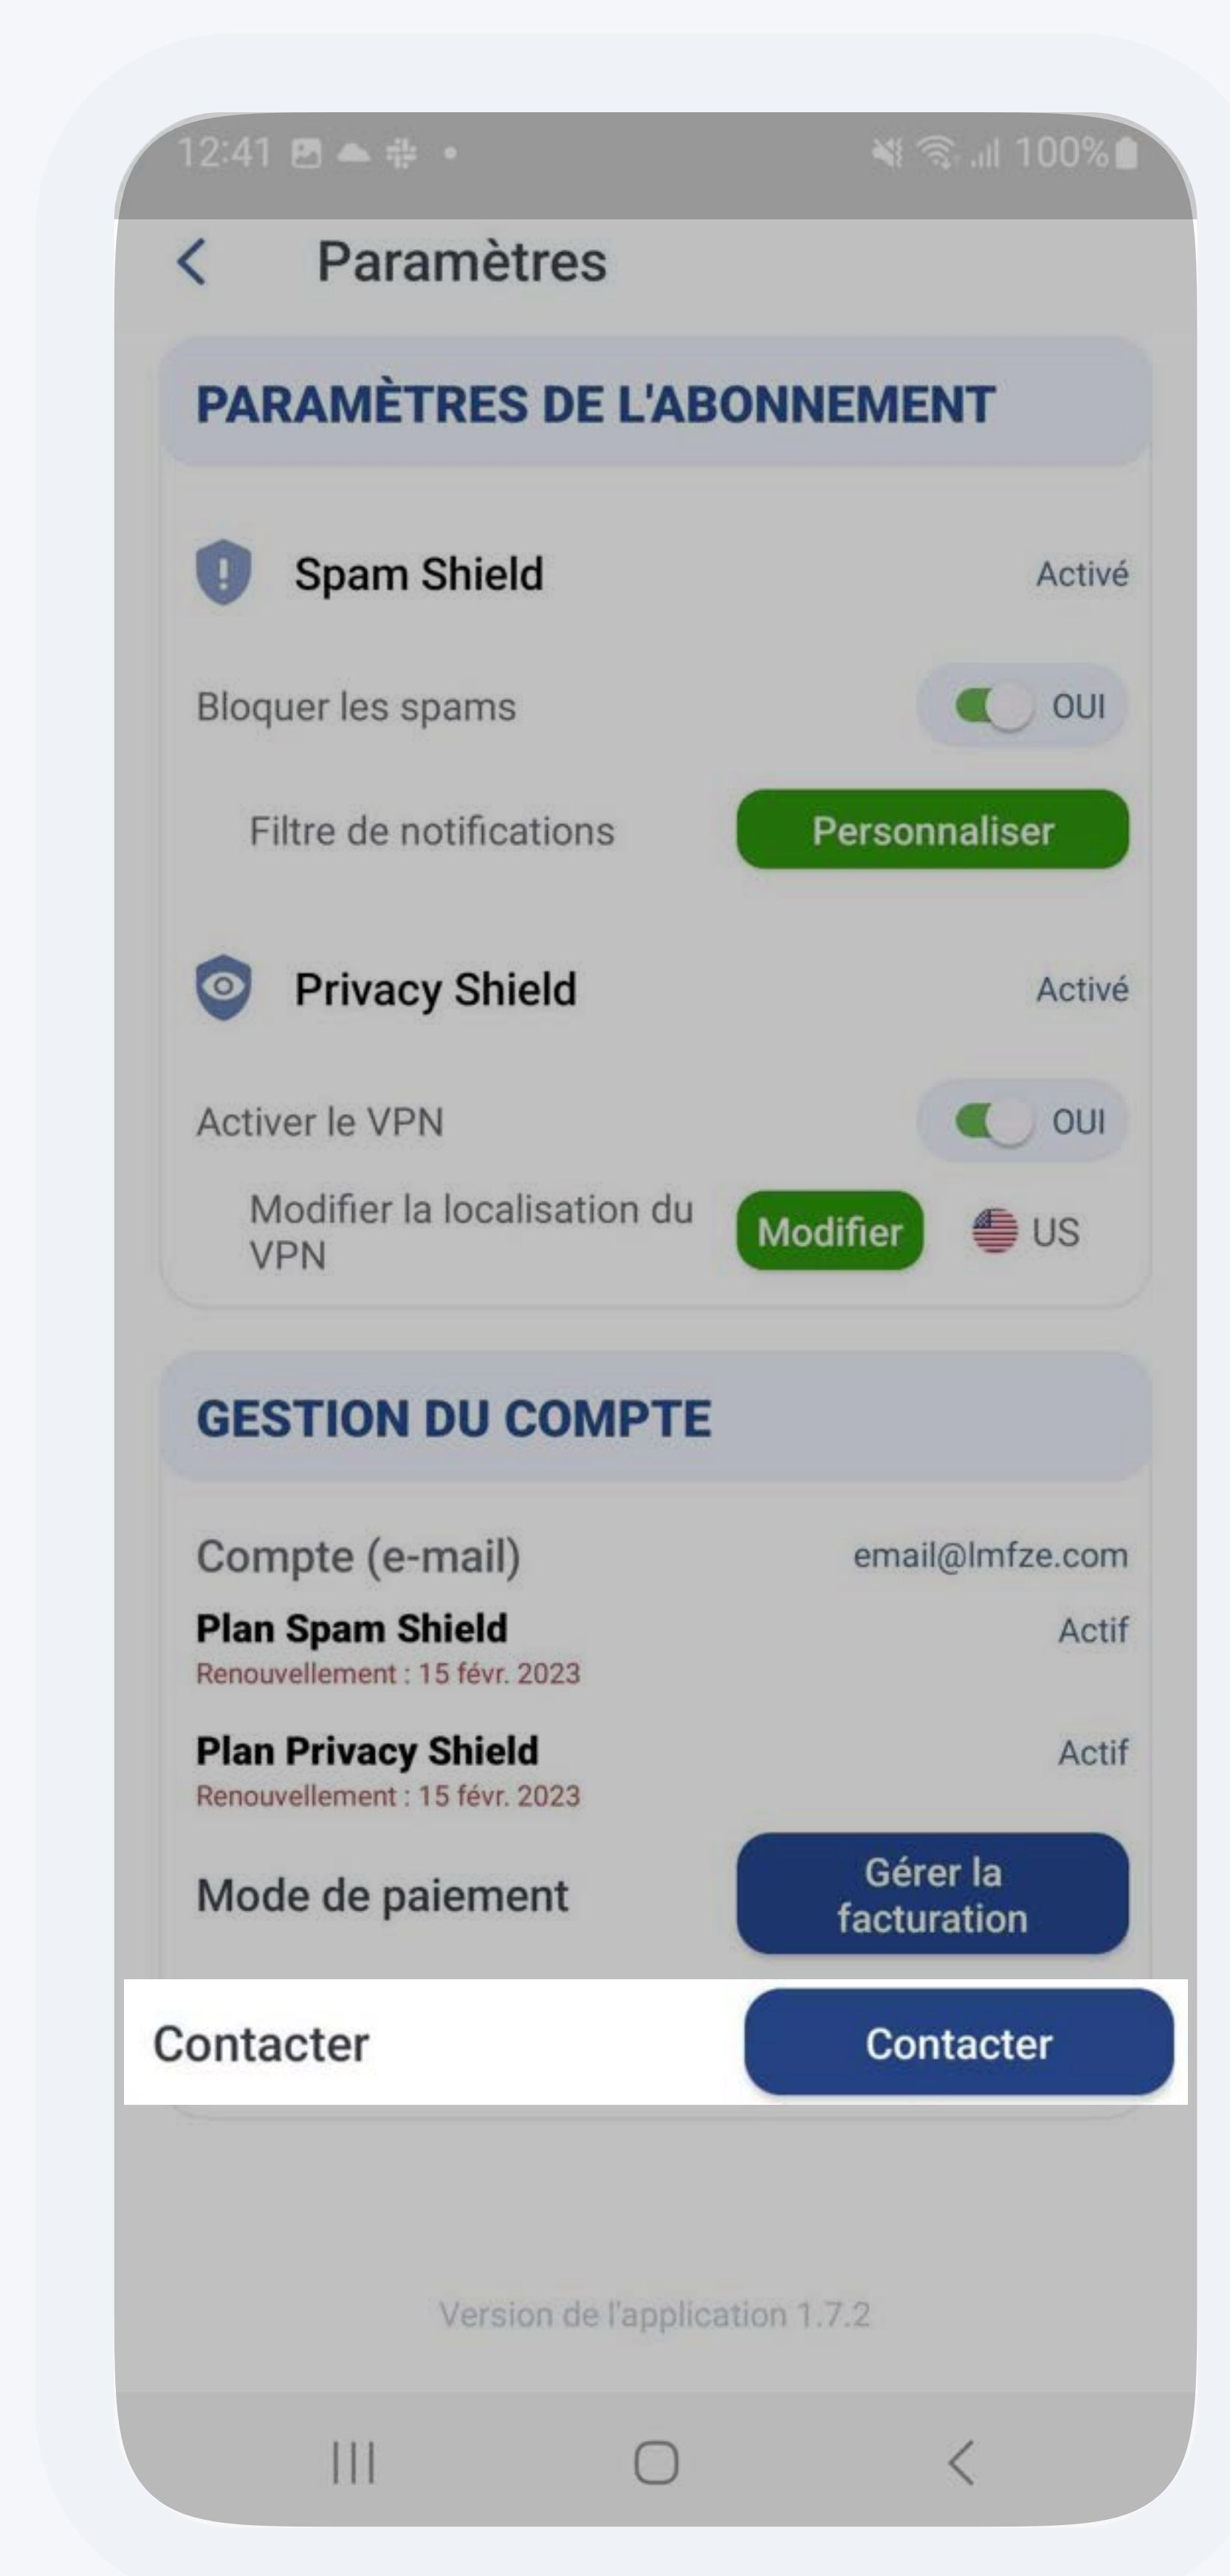 12:41
100%
Paramètres
PARAMÈTRES DE L'ABONNEMENT
Spam Shield
Activé
Bloquer les spams
OUI
Filtre de notifications
Personnaliser
Privacy Shield
Activé
Activer le VPN
OUI
Modifier la localisation du
VPN
Modifier
US
GESTION DU COMPTE
Compte (e-mail)
email@lmfze.com
Plan Spam Shield
Actif
Renouvellement : 15 févr. 2023
Plan Privacy Shield
Actif
Renouvellement : 15 févr. 2023
Mode de paiement
Gérer la
facturation
Contacter
Contacter
Version de l'application 1.7.2